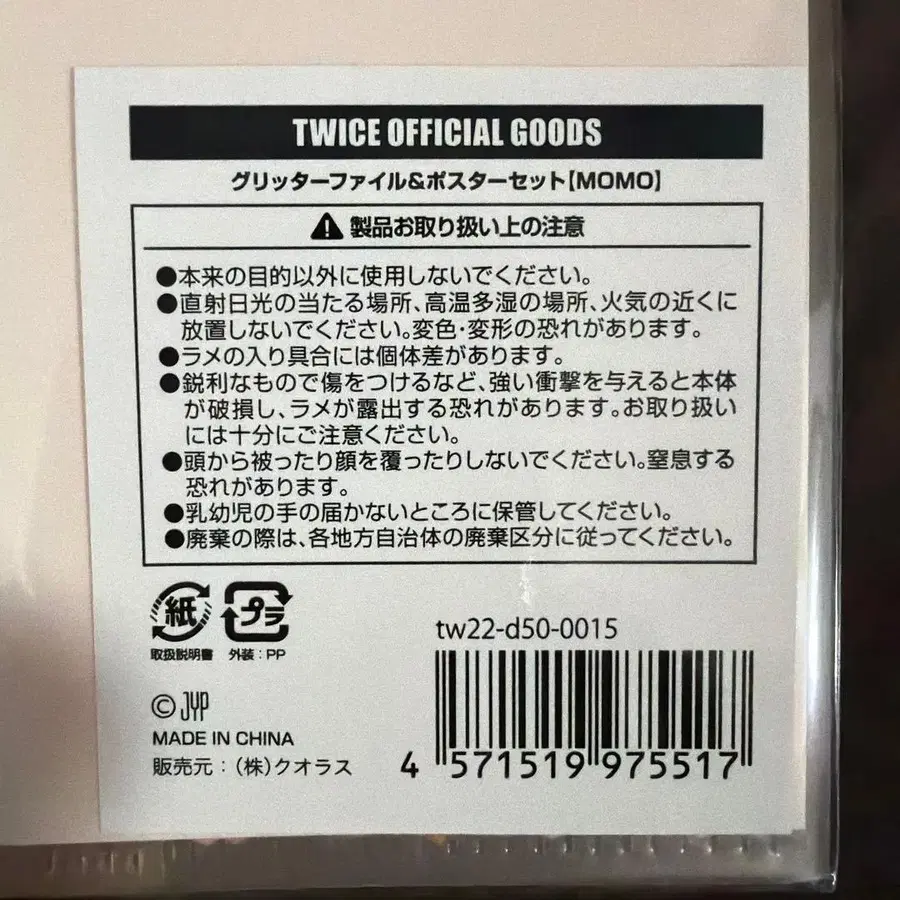 TWICE OFFICIAL GOODS
グリッターファイル&ポスターセット【MOMO】
製品お取り扱い上の注意
●本来の目的以外に使用しないでください。
●直射日光の当たる場所、高温多湿の場所、火気の近くに
放置しないでください。変色・変形の恐れがあります。
●ラメの入り具合には個体差があります。
●鋭利なもので傷をつけるなど、強い衝撃を与えると本体
が破損し、ラメが露出する恐れがあります。お取り扱い
には十分にご注意ください。
●頭から被ったり顔を覆ったりしないでください。窒息する
恐れがあります。
●乳幼児の手の届かないところに保管してください。
●廃棄の際は、各地方自治体の廃棄区分に従ってください。
紙 プラ
取扱説明書 外装:PP
tw22-d50-0015
© JYP
MADE IN CHINA
販売元:(株)クオラス
4 571519 975517